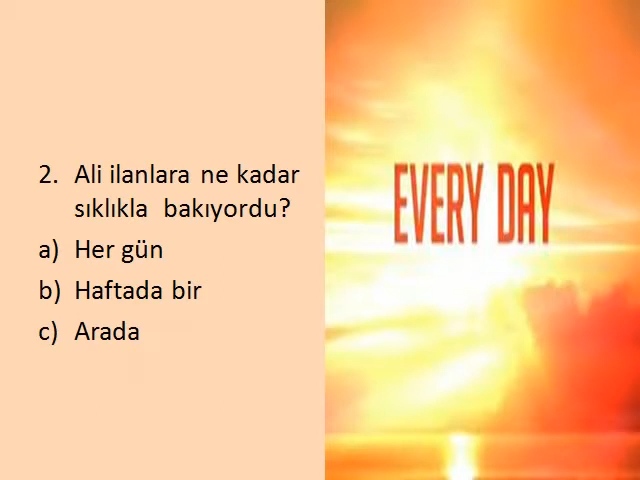 2. Ali ilanlara ne kadar
sıklıkla bakıyordu?
a) Her gün
b) Haftada bir
c) Arada
EVERY DAY